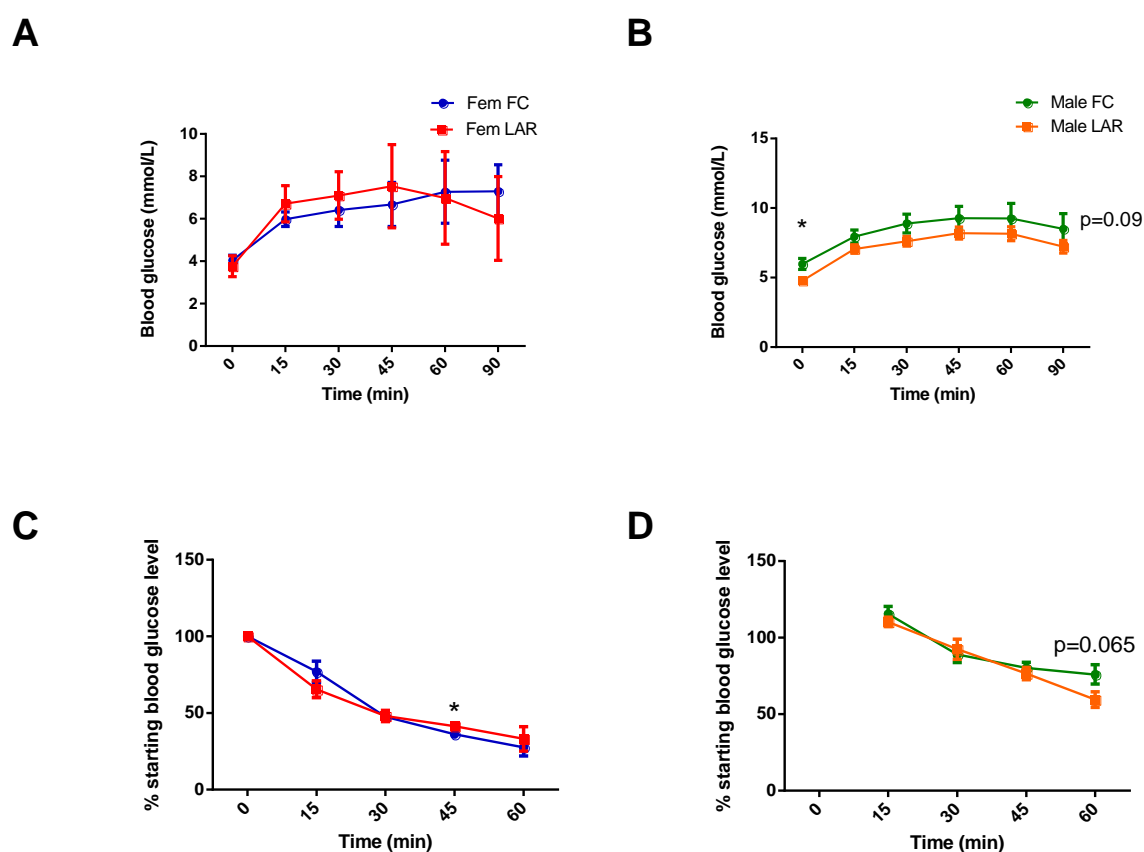 A
Fem FC
Fem LAR
10
8
6
4
2
0
Blood glucose (mmol/L)
0 15 30 45 60 90
Time (min)
B
Male FC
Male LAR
15
10
5
0
Blood glucose (mmol/L)
*
p=0.09
0 15 30 45 60 90
Time (min)
C
150
100
50
0
% starting blood glucose level
*
0 15 30 45 60
Time (min)
D
150
100
50
0
% starting blood glucose level
p=0.065
0 15 30 45 60
Time (min)